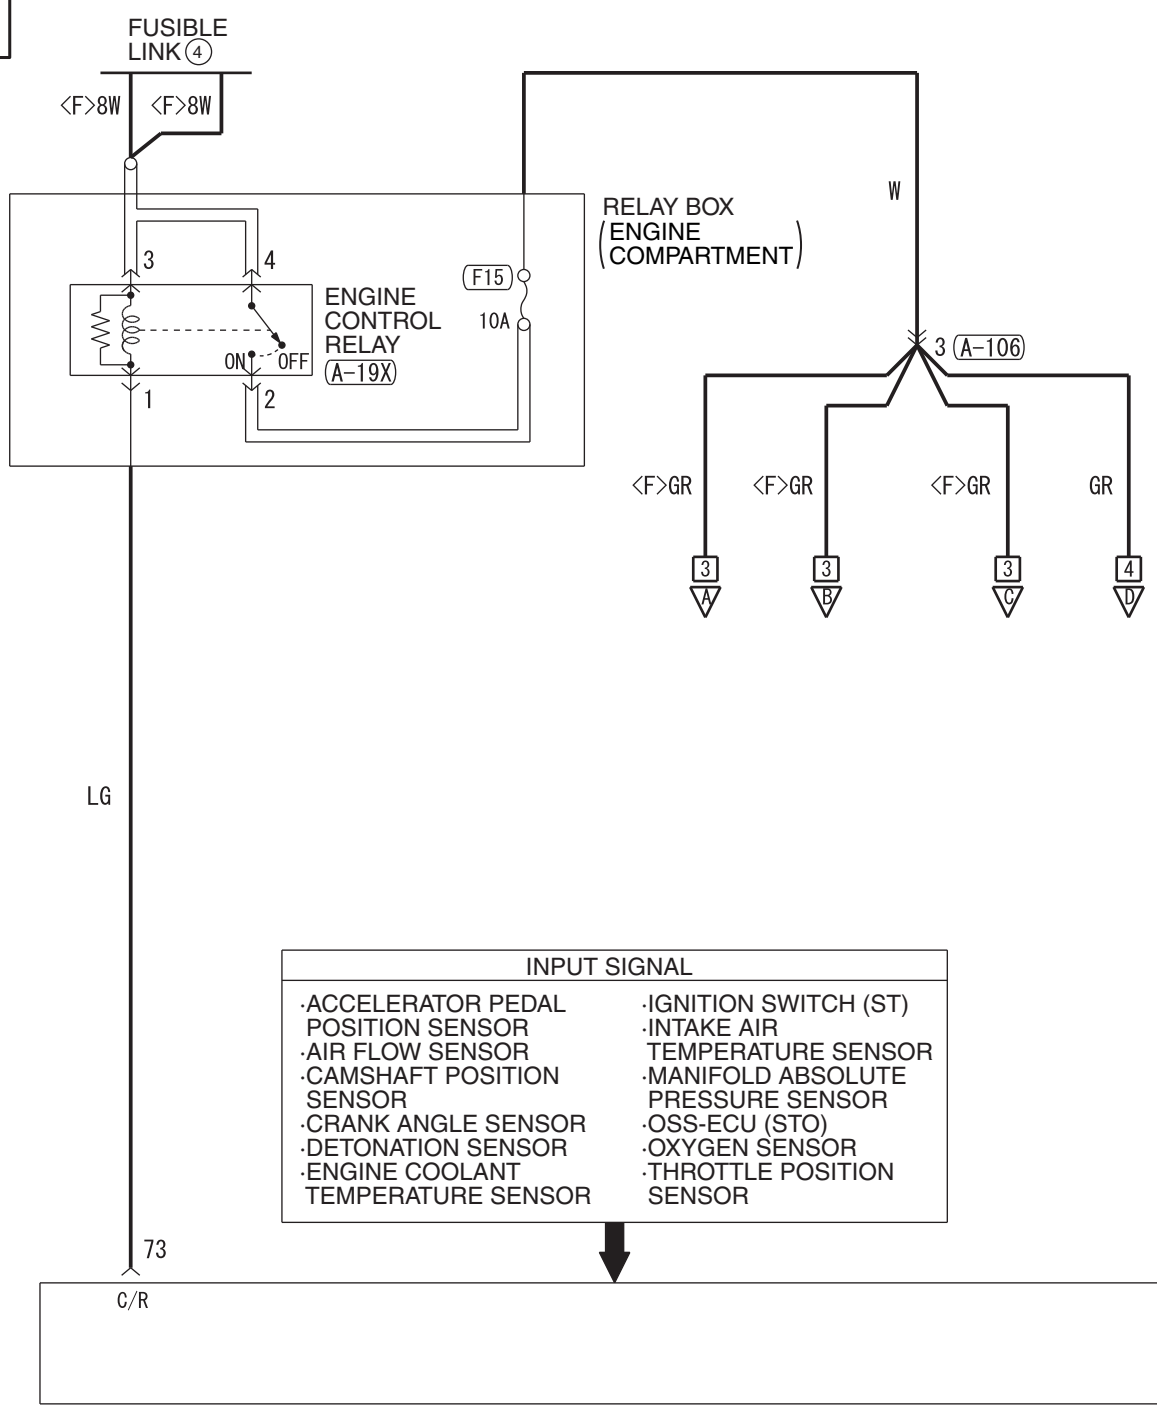 FUSIBLE
LINK ④
<F>8W <F>8W
W
RELAY BOX
(ENGINE
COMPARTMENT)
3 4
F15
10A
ENGINE
CONTROL
RELAY
A-19X
ON OFF
1 2
3 A-106
<F>GR <F>GR <F>GR GR
3 3 3 4
A B C D
LG
INPUT SIGNAL
·ACCELERATOR PEDAL
POSITION SENSOR
·AIR FLOW SENSOR
·CAMSHAFT POSITION
SENSOR
·CRANK ANGLE SENSOR
·DETONATION SENSOR
·ENGINE COOLANT
TEMPERATURE SENSOR
·IGNITION SWITCH (ST)
·INTAKE AIR
TEMPERATURE SENSOR
·MANIFOLD ABSOLUTE
PRESSURE SENSOR
·OSS-ECU (STO)
·OXYGEN SENSOR
·THROTTLE POSITION
SENSOR
73
C/R